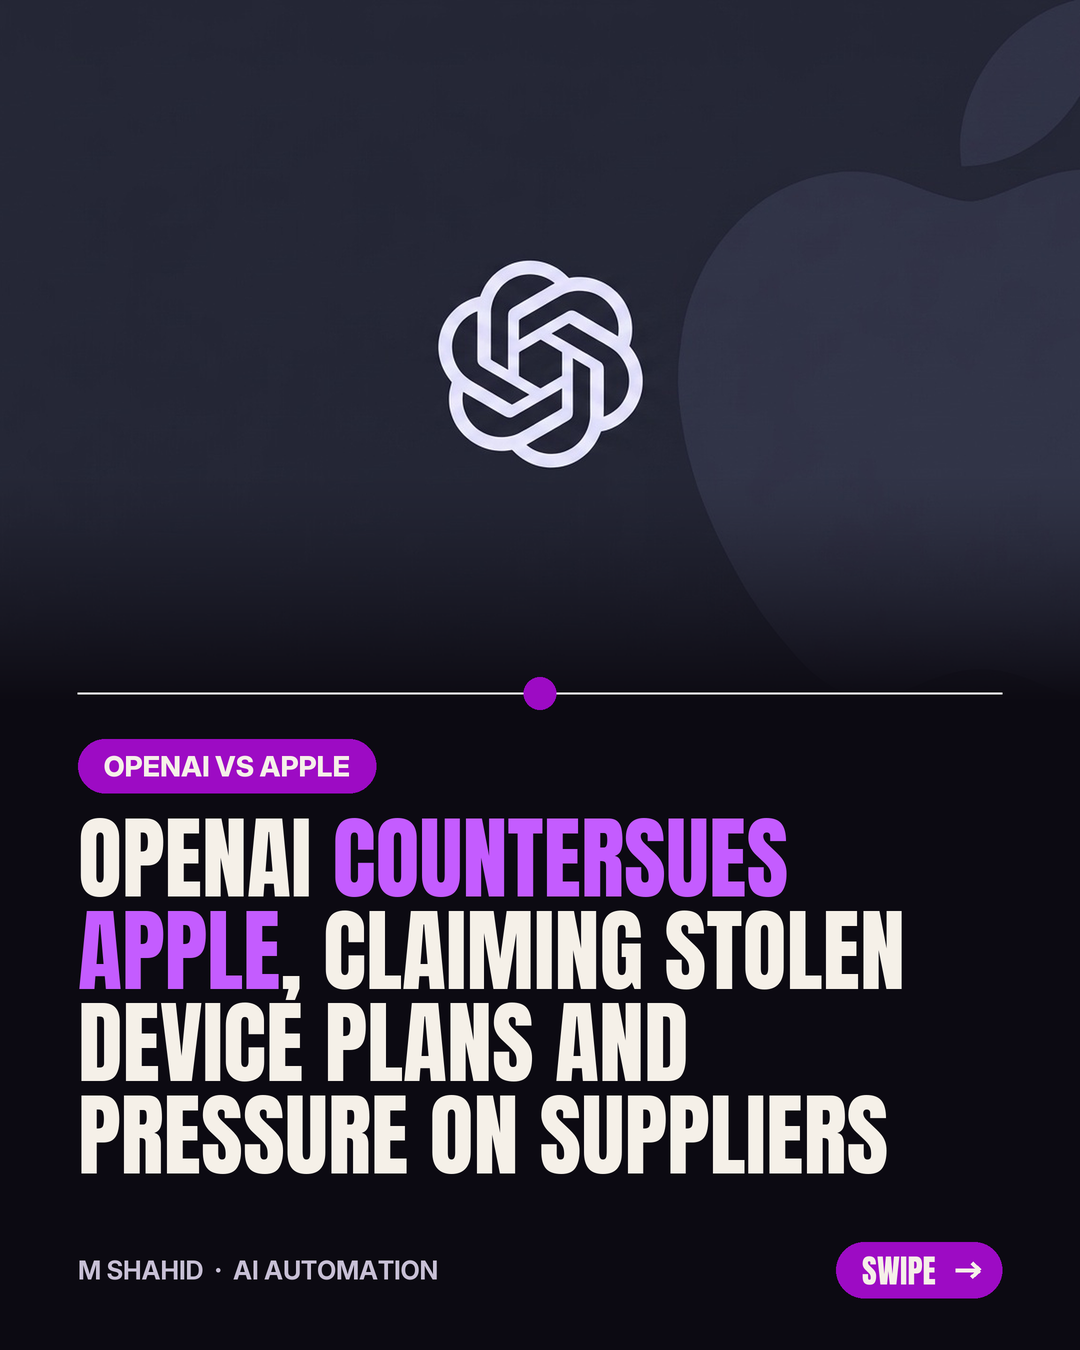 OPENAI VS APPLE
OPENAI COUNTERSUES
APPLE, CLAIMING STOLEN
DEVICE PLANS AND
PRESSURE ON SUPPLIERS
M SHAHID · AI AUTOMATION
SWIPE →